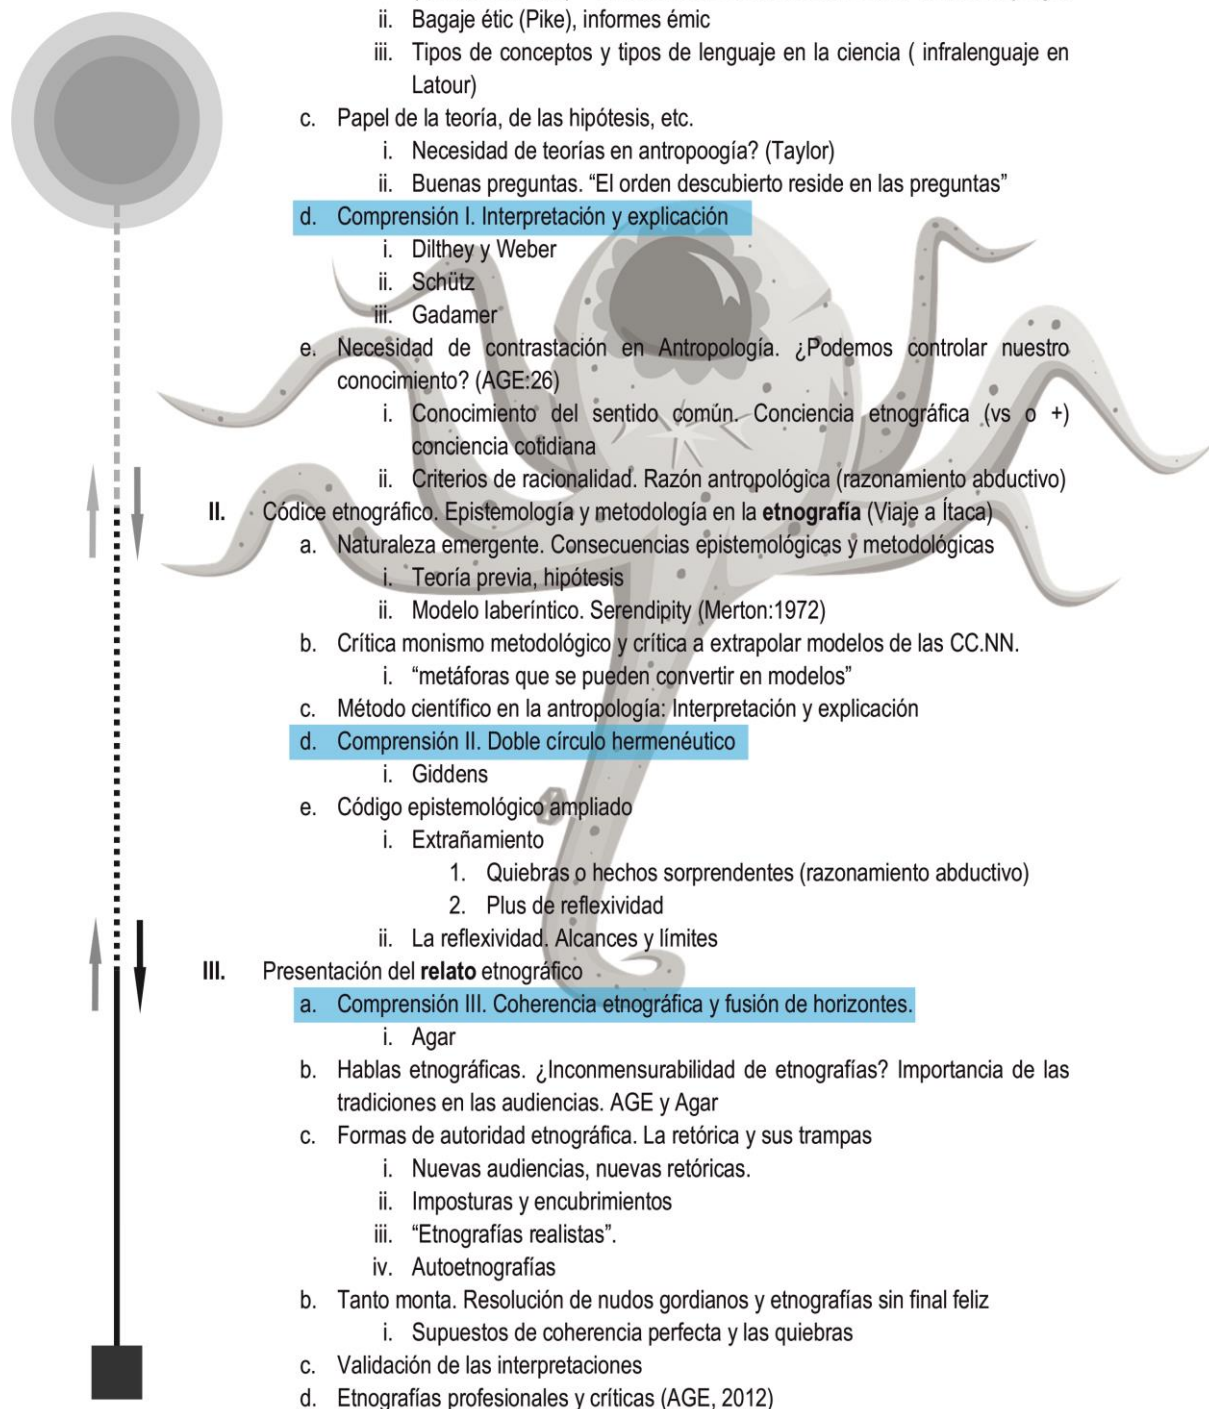 ii. Bagaje étic (Pike), informes émic
iii. Tipos de conceptos y tipos de lenguaje en la ciencia ( infralenguaje en
Latour)
c. Papel de la teoría, de las hipótesis, etc.
i. Necesidad de teorías en antropoogía? (Taylor)
ii. Buenas preguntas. “El orden descubierto reside en las preguntas”
d. Comprensión I. Interpretación y explicación
i. Dilthey y Weber
ii. Schütz
iii. Gadamer
e. Necesidad de contrastación en Antropología. ¿Podemos controlar nuestro
conocimiento? (AGE:26)
i. Conocimiento del sentido común. Conciencia etnográfica (vs o +)
conciencia cotidiana
ii. Criterios de racionalidad. Razón antropológica (razonamiento abductivo)
II. Códice etnográfico. Epistemología y metodología en la etnografía (Viaje a Ítaca)
a. Naturaleza emergente. Consecuencias epistemológicas y metodológicas
i. Teoría previa, hipótesis
ii. Modelo laberíntico. Serendipity (Merton:1972)
b. Crítica monismo metodológico y crítica a extrapolar modelos de las CC.NN.
i. “metáforas que se pueden convertir en modelos”
c. Método científico en la antropología: Interpretación y explicación
d. Comprensión II. Doble círculo hermenéutico
i. Giddens
e. Código epistemológico ampliado
i. Extrañamiento
1. Quiebras o hechos sorprendentes (razonamiento abductivo)
2. Plus de reflexividad
ii. La reflexividad. Alcances y límites
III. Presentación del relato etnográfico
a. Comprensión III. Coherencia etnográfica y fusión de horizontes.
i. Agar
b. Hablas etnográficas. ¿Inconmensurabilidad de etnografías? Importancia de las
tradiciones en las audiencias. AGE y Agar
c. Formas de autoridad etnográfica. La retórica y sus trampas
i. Nuevas audiencias, nuevas retóricas.
ii. Imposturas y encubrimientos
iii. “Etnografías realistas”.
iv. Autoetnografías
b. Tanto monta. Resolución de nudos gordianos y etnografías sin final feliz
i. Supuestos de coherencia perfecta y las quiebras
c. Validación de las interpretaciones
d. Etnografías profesionales y críticas (AGE, 2012)